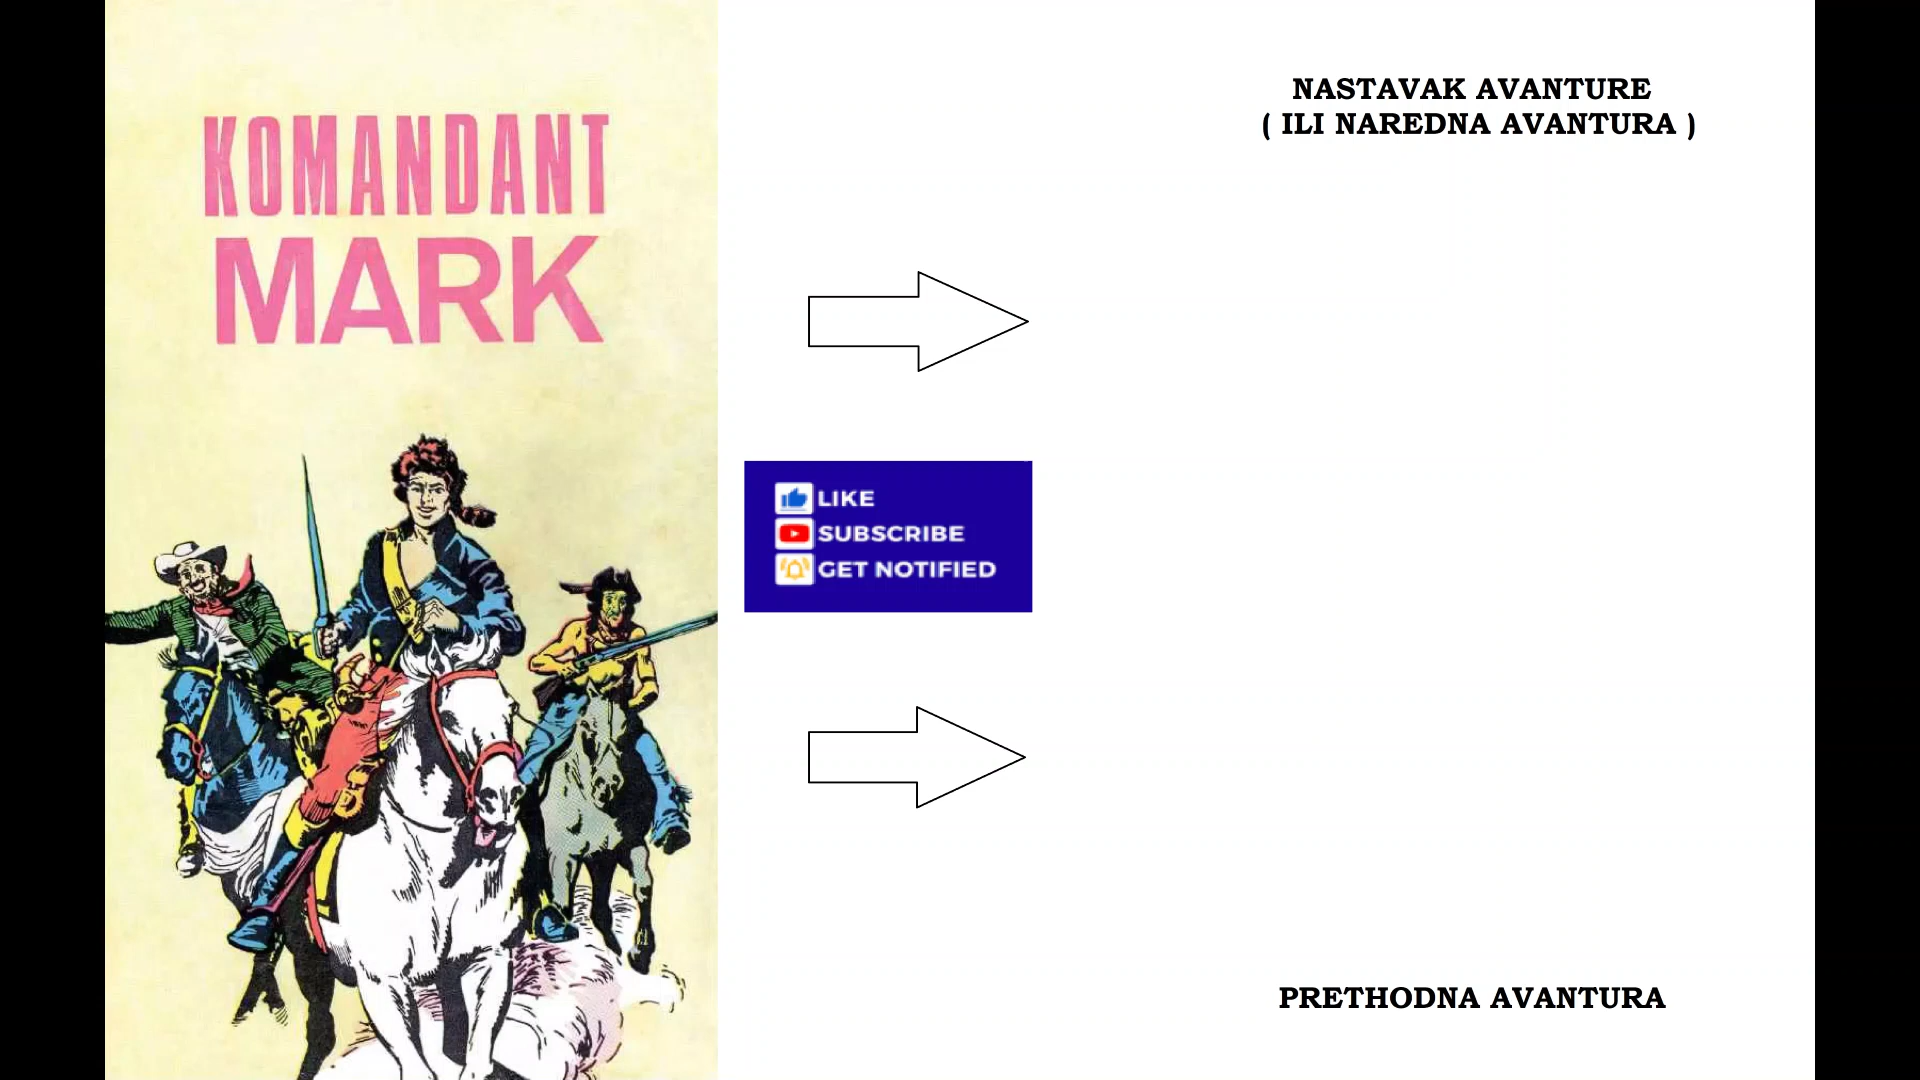 KOMANDANT
MARK
NASTAVAK AVANTURE
( ILI NAREDNA AVANTURA )
LIKE
SUBSCRIBE
GET NOTIFIED
PRETHODNA AVANTURA